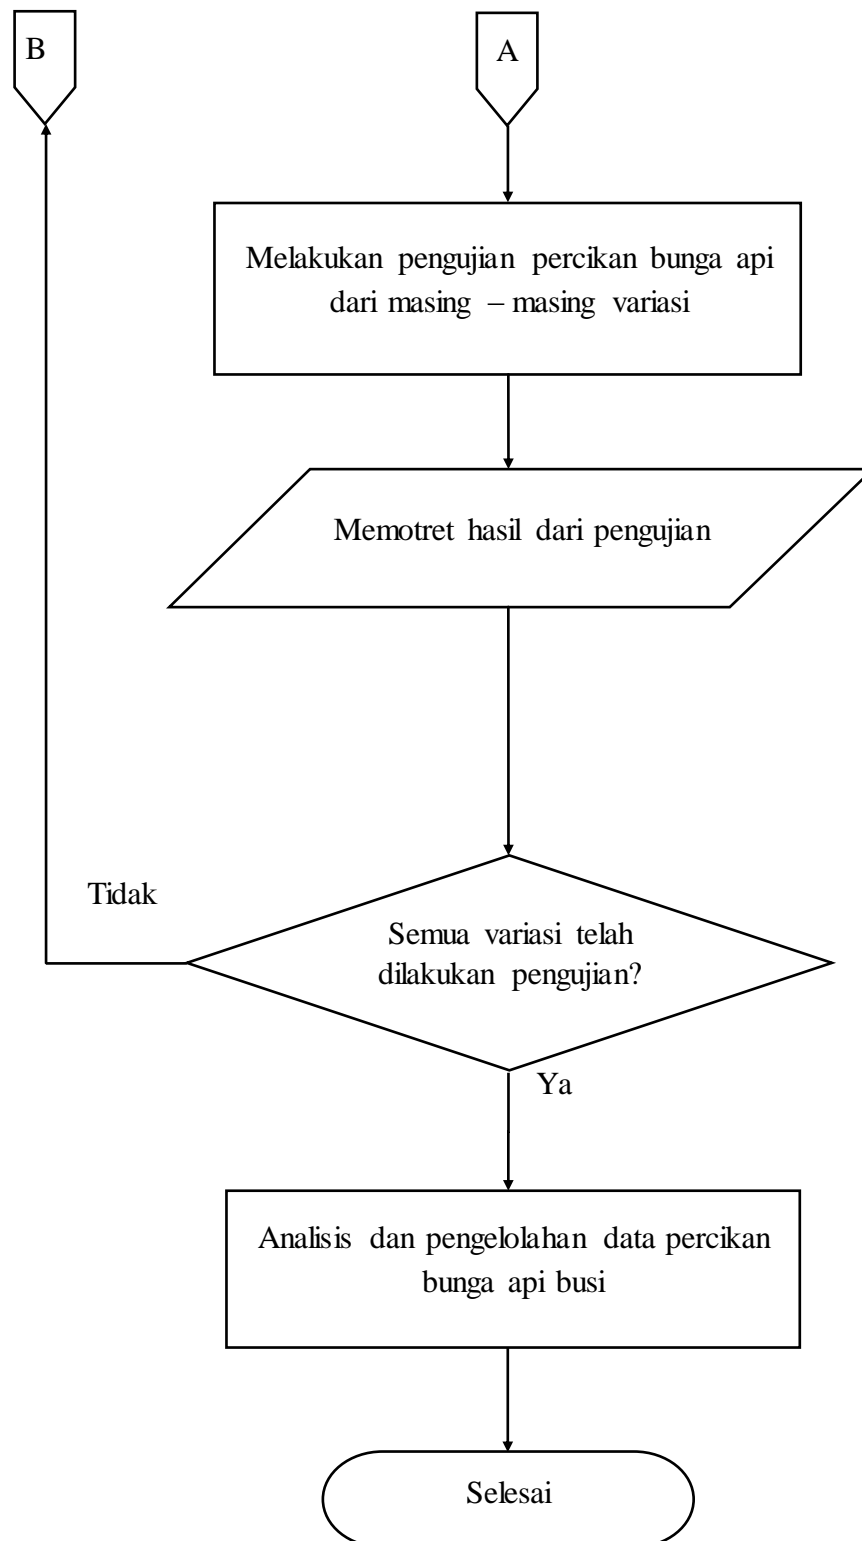 B
A
Melakukan pengujian percikan bunga api
dari masing – masing variasi
Memotret hasil dari pengujian
Tidak
Semua variasi telah
dilakukan pengujian?
Ya
Analisis dan pengelolahan data percikan
bunga api busi
Selesai